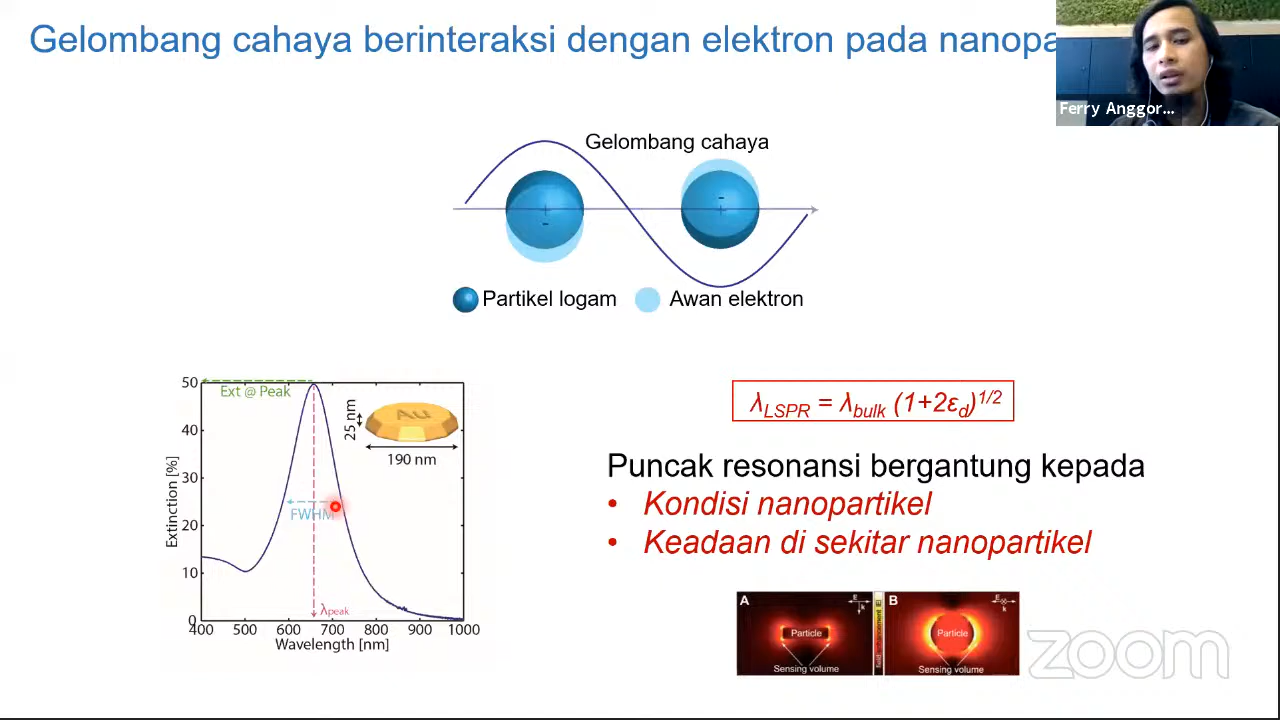 Gelombang cahaya berinteraksi dengan elektron pada nanopa
Ferry Anggor...
Gelombang cahaya
+
-
-
+
Partikel logam
Awan elektron
50
40
30
20
10
0
Extinction [%]
Ext @ Peak
FWHM
λpeak
Au
25 nm
190 nm
400 500 600 700 800 900 1000
Wavelength [nm]
λLSPR = λbulk (1+2εd)1/2
Puncak resonansi bergantung kepada
• Kondisi nanopartikel
• Keadaan di sekitar nanopartikel
A
E
k
Particle
Sensing volume
field enhancement |E|
B
E
k
Particle
Sensing volume
zoom